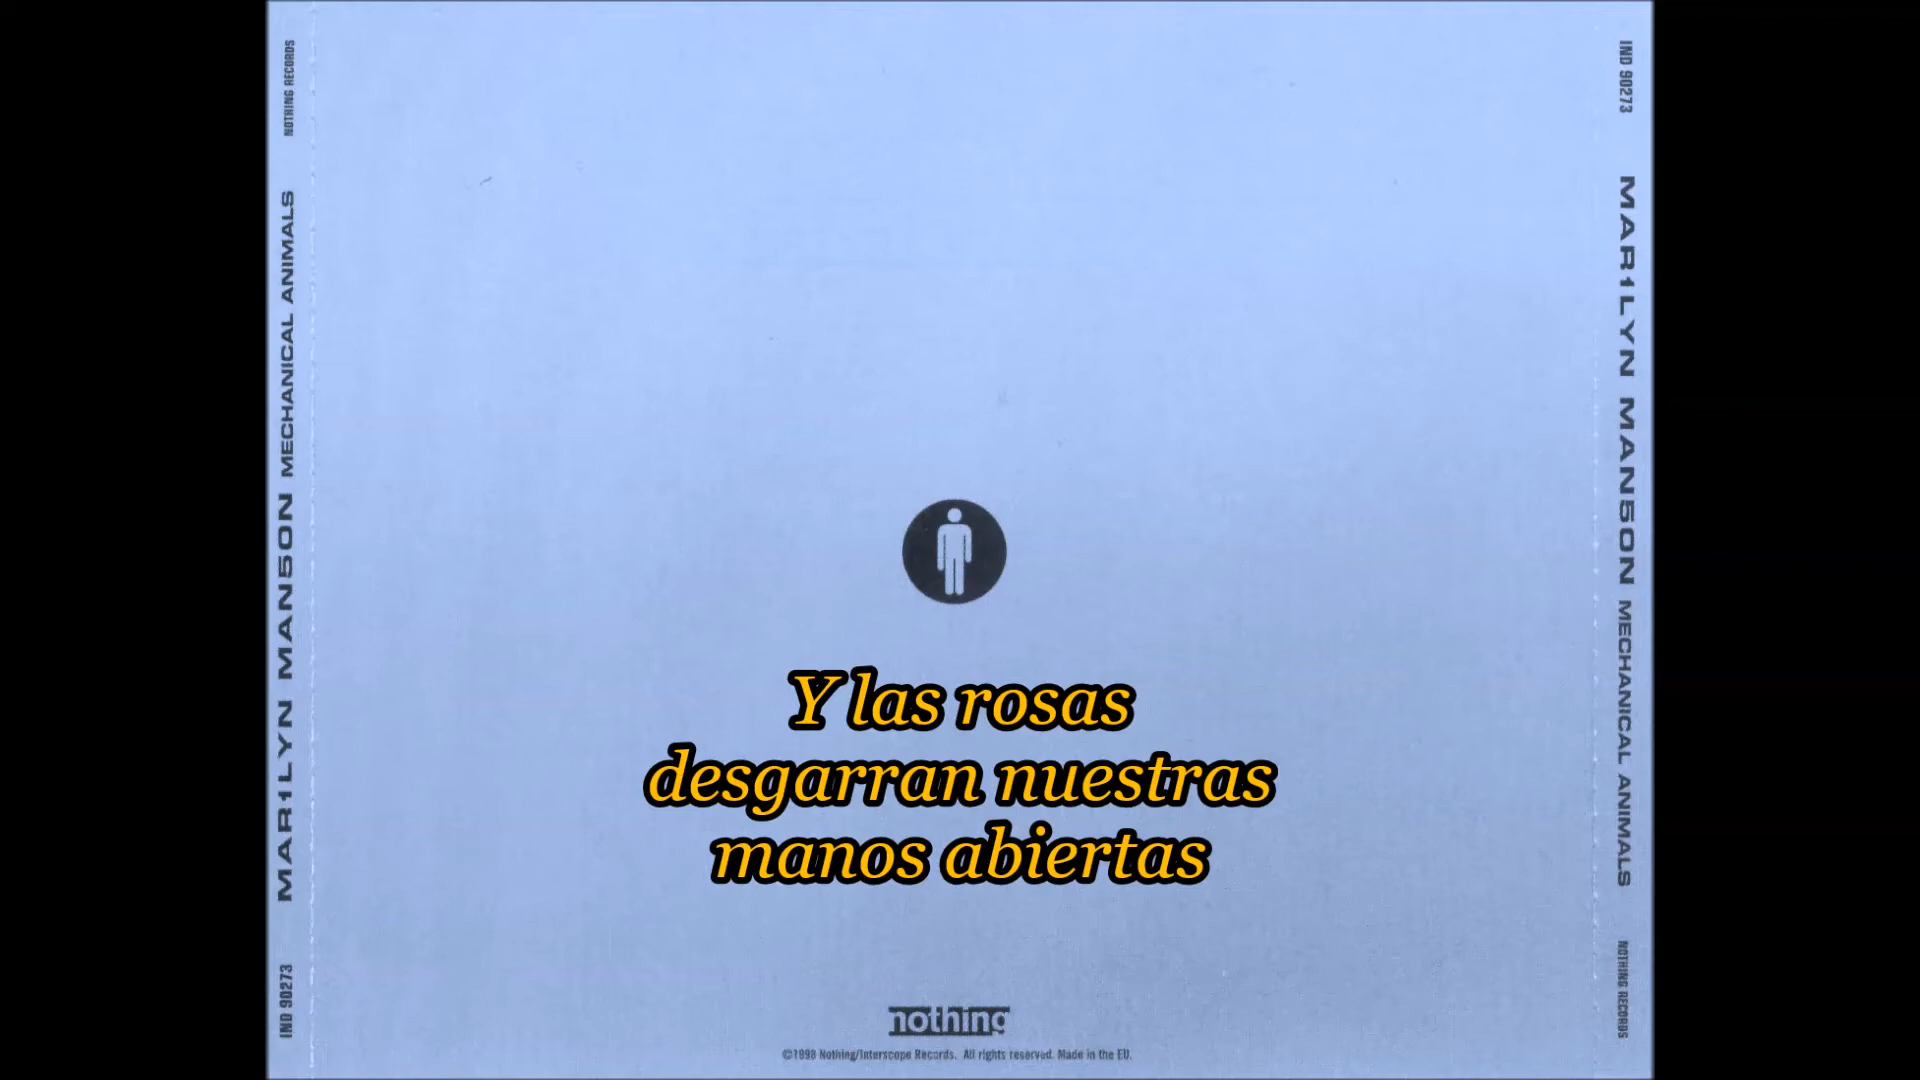 NOTHING RECORDS
MAR1LYN MAN5ON MECHANICAL ANIMALS
IND 90273
IND 90273
MAR1LYN MAN5ON MECHANICAL ANIMALS
NOTHING RECORDS
Y las rosas
desgarran nuestras
manos abiertas
nothing
©1998 Nothing/Interscope Records. All rights reserved. Made in the EU.